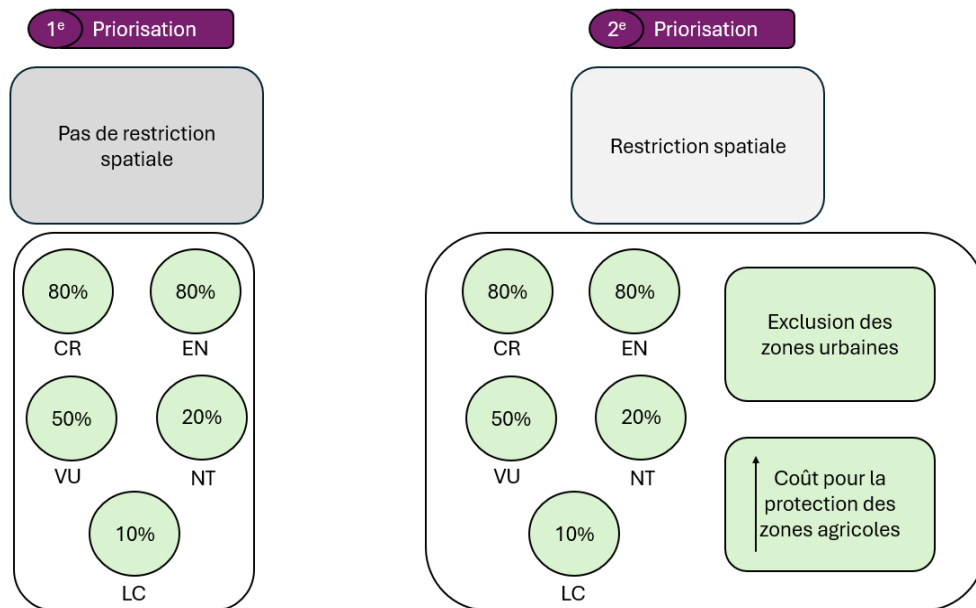 1e Priorisation
Pas de restriction
spatiale
80%
80%
CR
EN
50%
20%
VU
NT
10%
LC
2e Priorisation
Restriction spatiale
80%
80%
CR
EN
50%
20%
VU
NT
10%
LC
Exclusion des
zones urbaines
Coût pour la
protection des
zones agricoles